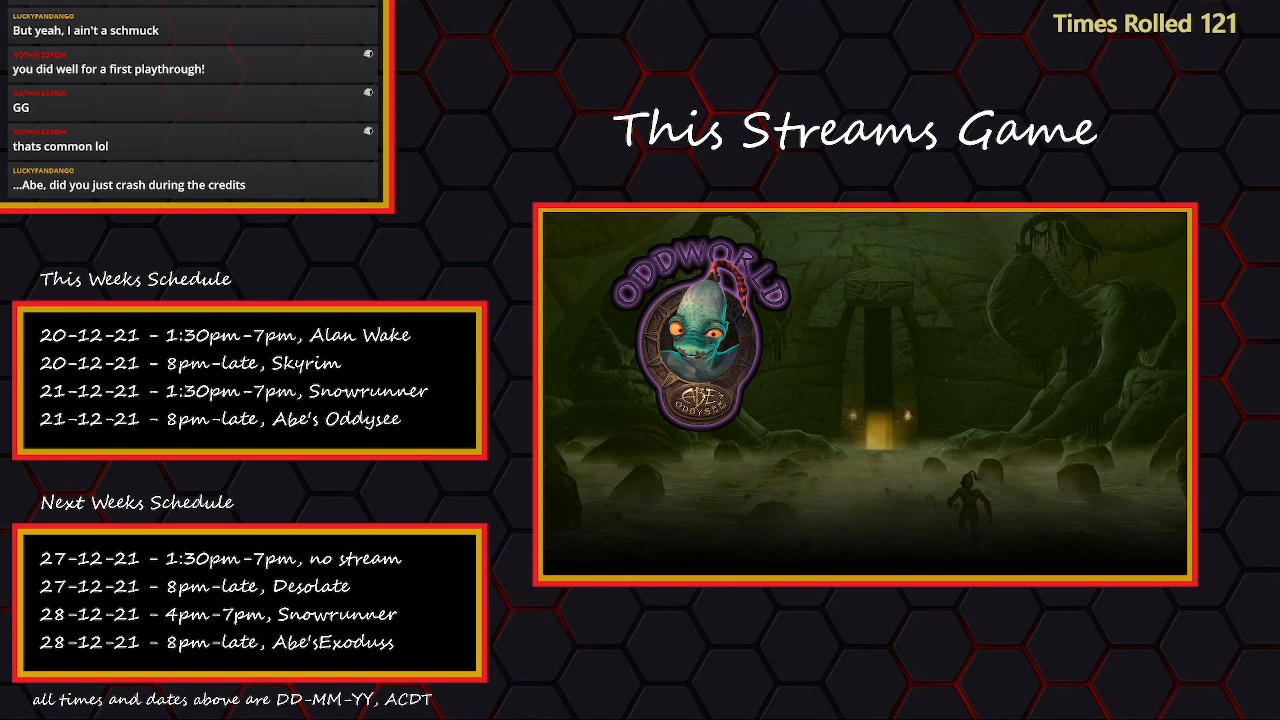 LUCKYFANDANGO
But yeah, I ain't a schmuck
you did well for a first playthrough!
GG
thats common lol
LUCKYFANDANGO
...Abe, did you just crash during the credits
Times Rolled 121
This Streams Game
ODDWORLD
ABE'S
ODDYSEE
This Weeks Schedule
20-12-21 - 1:30pm-7pm, Alan Wake
20-12-21 - 8pm-late, Skyrim
21-12-21 - 1:30pm-7pm, Snowrunner
21-12-21 - 8pm-late, Abe's Oddysee
Next Weeks Schedule
27-12-21 - 1:30pm-7pm, no stream
27-12-21 - 8pm-late, Desolate
28-12-21 - 4pm-7pm, Snowrunner
28-12-21 - 8pm-late, Abe'sExoduss
all times and dates above are DD-MM-YY, ACDT